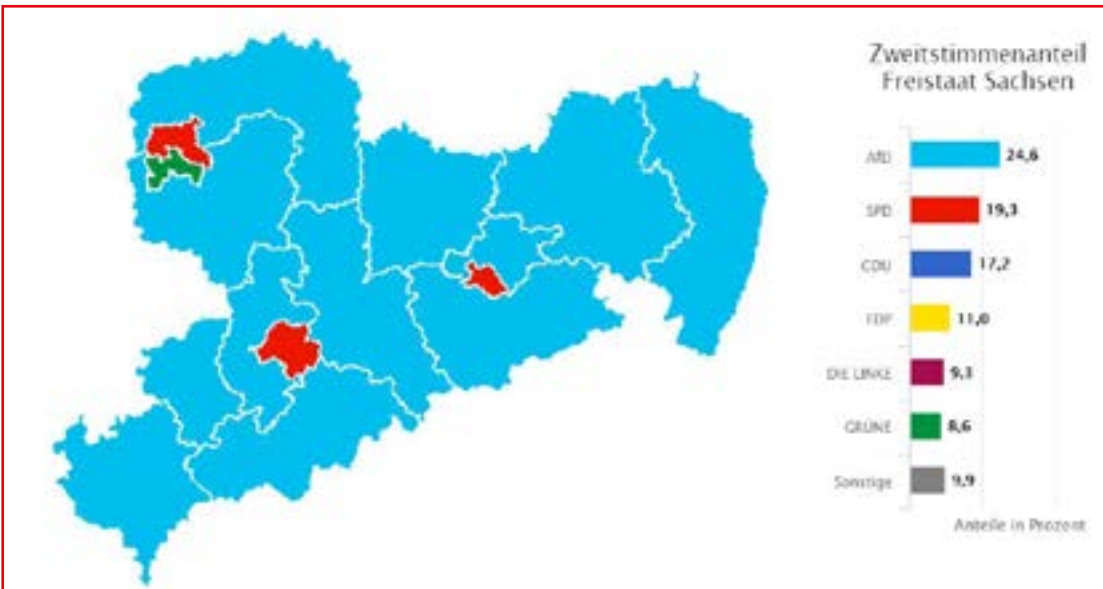 Zweitstimmenanteil
Freistaat Sachsen
AfD 24,6
SPD 19,3
CDU 17,2
FDP 11,0
DIE LINKE 9,3
GRÜNE 8,6
Sonstige 9,9
Anteile in Prozent